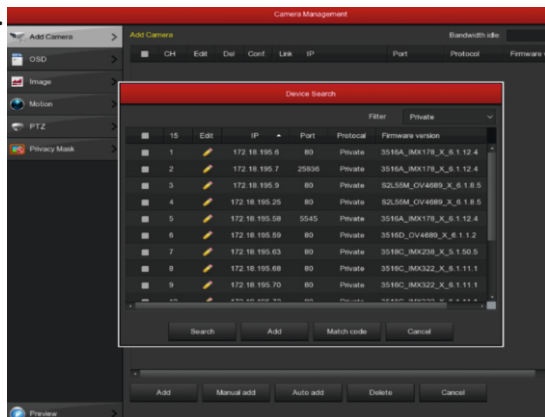 Camera Management
Add Camera
OSD
Image
Motion
PTZ
Privacy Mask
Preview
Add Camera
Bandwidth idle:
CH Edit Del Conf. Link IP Port Protocol Firmware v
Device Search
Filter Private
15 Edit IP Port Protocal Firmware version
1 172.18.195.6 80 Private 3516A_IMX178_X_6.1.12.4
2 172.18.195.7 25936 Private 3516A_IMX178_X_6.1.12.4
3 172.18.195.9 80 Private S2L55M_OV4689_X_6.1.8.5
4 172.18.195.25 80 Private S2L55M_OV4689_X_6.1.8.5
5 172.18.195.58 5545 Private 3516A_IMX178_X_6.1.12.4
6 172.18.195.59 80 Private 3516D_OV4689_X_6.1.1.2
7 172.18.195.63 80 Private 3518C_IMX238_X_5.1.50.5
8 172.18.195.68 80 Private 3516C_IMX322_X_6.1.11.1
9 172.18.195.70 80 Private 3516C_IMX322_X_6.1.11.1
Search Add Match code Cancel
Add Manual add Auto add Delete Cancel